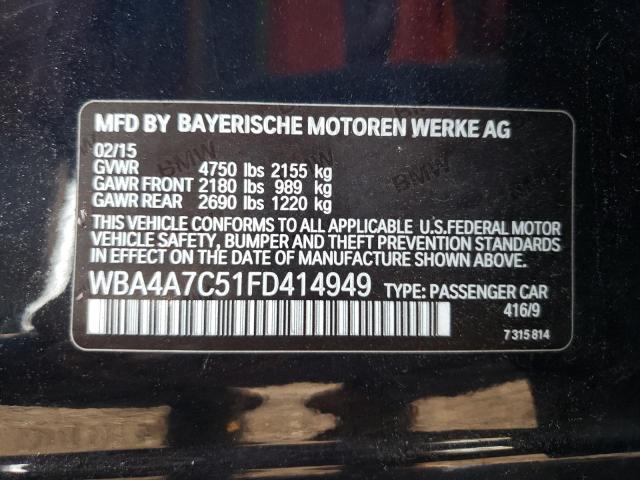 MFD BY BAYERISCHE MOTOREN WERKE AG
02/15
GVWR 4750 lbs 2155 kg
GAWR FRONT 2180 lbs 989 kg
GAWR REAR 2690 lbs 1220 kg
THIS VEHICLE CONFORMS TO ALL APPLICABLE U.S.FEDERAL MOTOR
VEHICLE SAFETY, BUMPER AND THEFT PREVENTION STANDARDS
IN EFFECT ON THE DATE OF MANUFACTURE SHOWN ABOVE.
WBA4A7C51FD414949 TYPE: PASSENGER CAR
416/9
7 315 814